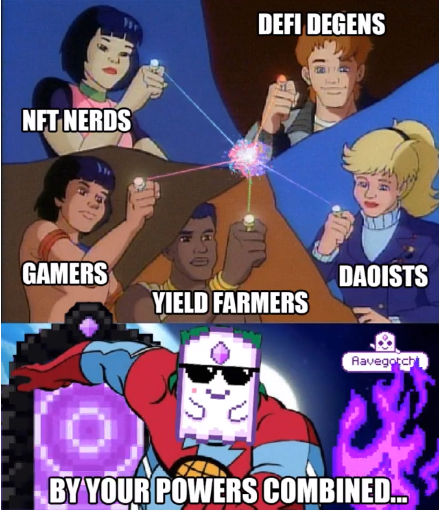 DEFI DEGENS
NFT NERDS
GAMERS
DAOISTS
YIELD FARMERS
Aavegotchi
BY YOUR POWERS COMBINED...